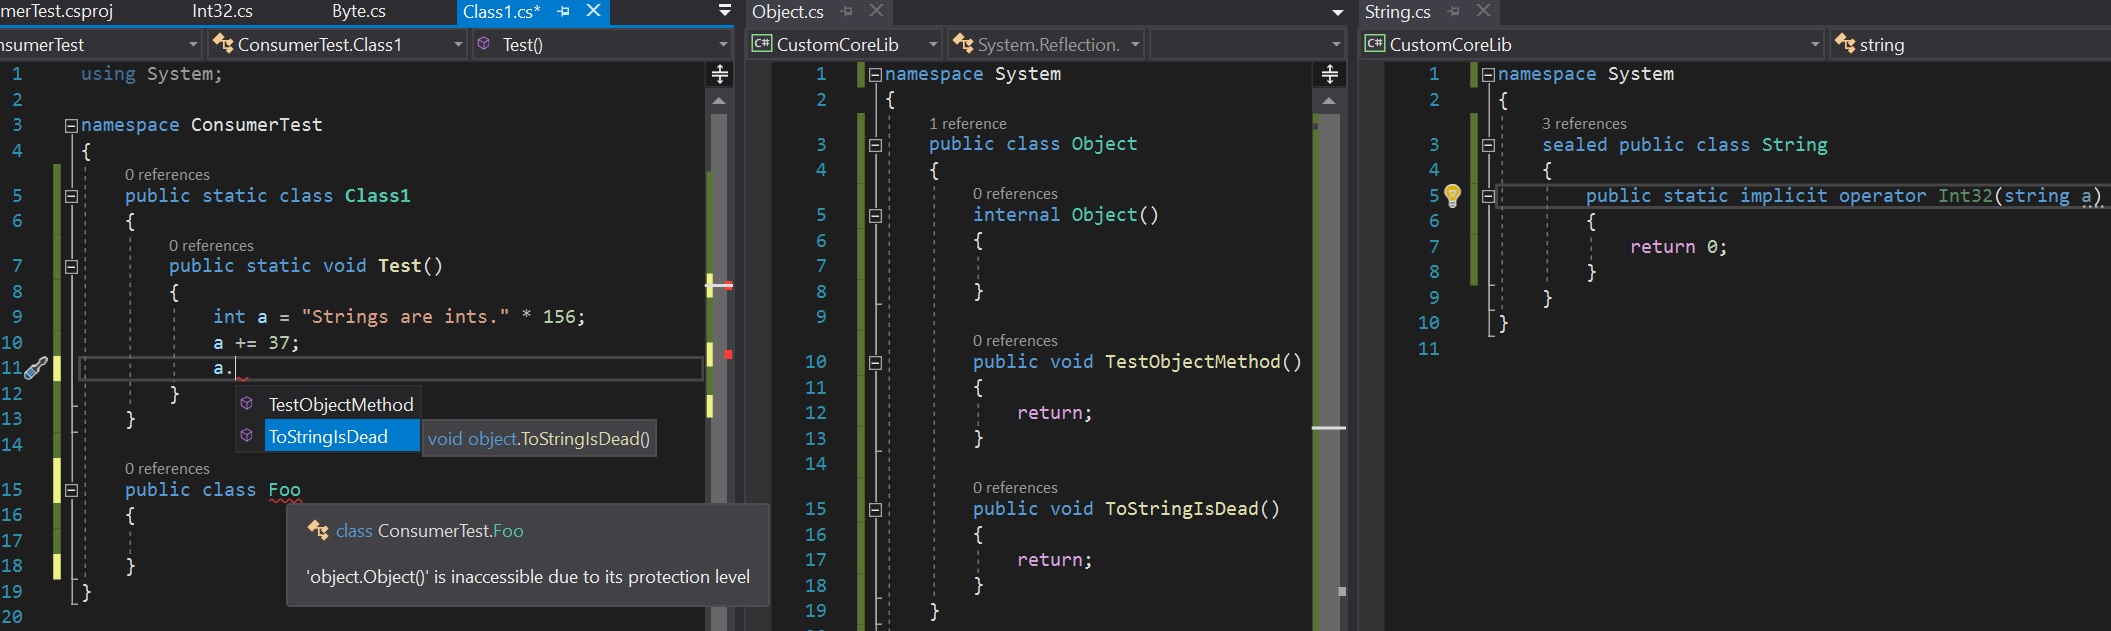 merTest.csproj
Int32.cs
Byte.cs
Class1.cs*
nsumerTest
ConsumerTest.Class1
Test()
1 using System;
2
3 namespace ConsumerTest
4 {
0 references
5 public static class Class1
6 {
0 references
7 public static void Test()
8 {
9 int a = "Strings are ints." * 156;
10 a += 37;
11 a.
TestObjectMethod
ToStringIsDead
void object.ToStringIsDead()
12 }
13 }
14
0 references
15 public class Foo
16 {
class ConsumerTest.Foo
'object.Object()' is inaccessible due to its protection level
17
18 }
19 }
20
Object.cs
C# CustomCoreLib
System.Reflection.
1 namespace System
2 {
1 reference
3 public class Object
4 {
0 references
5 internal Object()
6 {
7
8 }
9
0 references
10 public void TestObjectMethod()
11 {
12 return;
13 }
14
0 references
15 public void ToStringIsDead()
16 {
17 return;
18 }
19 }
String.cs
C# CustomCoreLib
string
1 namespace System
2 {
3 references
3 sealed public class String
4 {
5 public static implicit operator Int32(string a)
6 {
7 return 0;
8 }
9 }
10 }
11